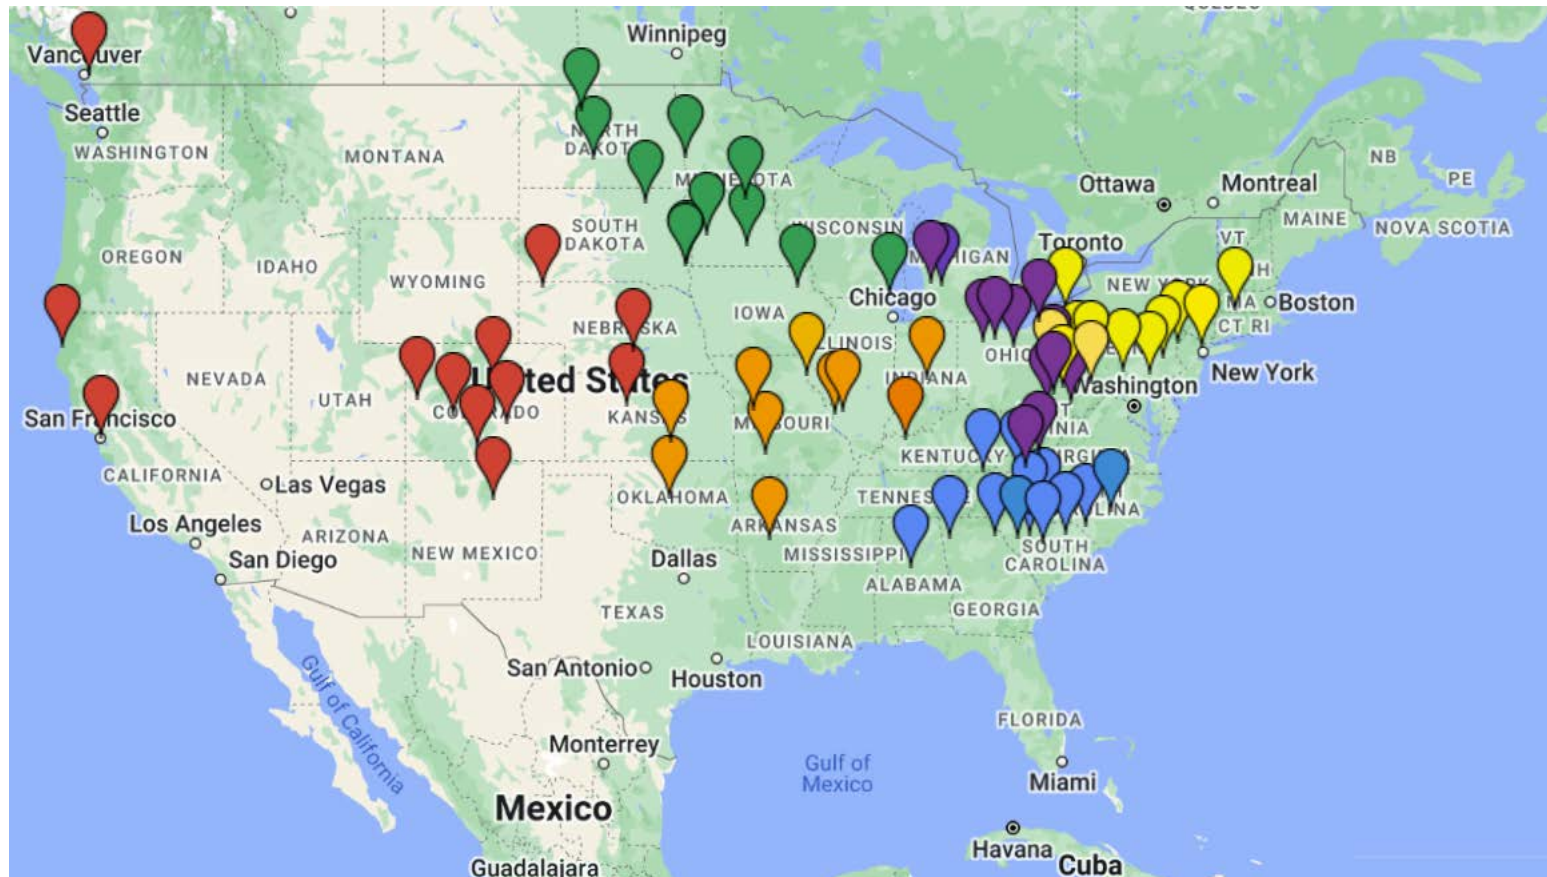 QUEBEC
Winnipeg
Vancouver
Seattle
WASHINGTON
MONTANA
NORTH
DAKOTA
MINNESOTA
Ottawa
Montreal
NB
PE
MAINE
NOVA SCOTIA
OREGON
IDAHO
WYOMING
SOUTH
DAKOTA
WISCONSIN
MICHIGAN
Toronto
VT
NH
NEW YORK
Chicago
MA
Boston
CT RI
NEBRASKA
IOWA
ILLINOIS
INDIANA
OHIO
New York
NEVADA
UTAH
COLORADO
United States
KANSAS
MISSOURI
Washington
San Francisco
CALIFORNIA
Las Vegas
KENTUCKY
VIRGINIA
OKLAHOMA
TENNESSEE
Los Angeles
ARIZONA
NEW MEXICO
ARKANSAS
MISSISSIPPI
SOUTH
CAROLINA
San Diego
Dallas
ALABAMA
GEORGIA
TEXAS
LOUISIANA
San Antonio
Houston
Gulf of California
FLORIDA
Monterrey
Gulf of
Mexico
Miami
Mexico
Havana
Cuba
Guadalajara